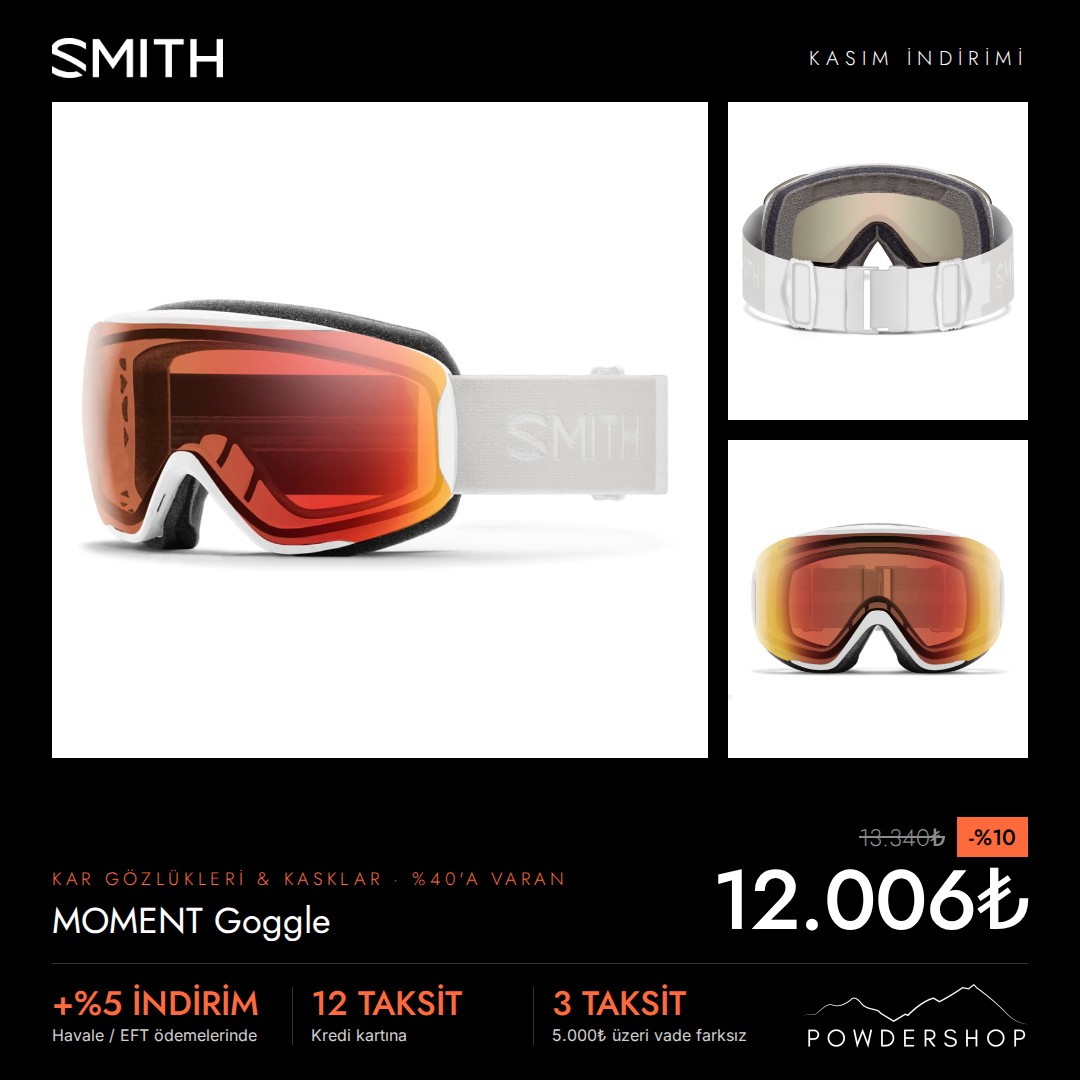 SMITH
KASIM İNDİRİMİ
SMITH
13.340₺
-%10
12.006₺
KAR GÖZLÜKLERİ & KASKLAR · %40'A VARAN
MOMENT Goggle
+%5 İNDİRİM
Havale / EFT ödemelerinde
12 TAKSİT
Kredi kartına
3 TAKSİT
5.000₺ üzeri vade farksız
POWDERSHOP